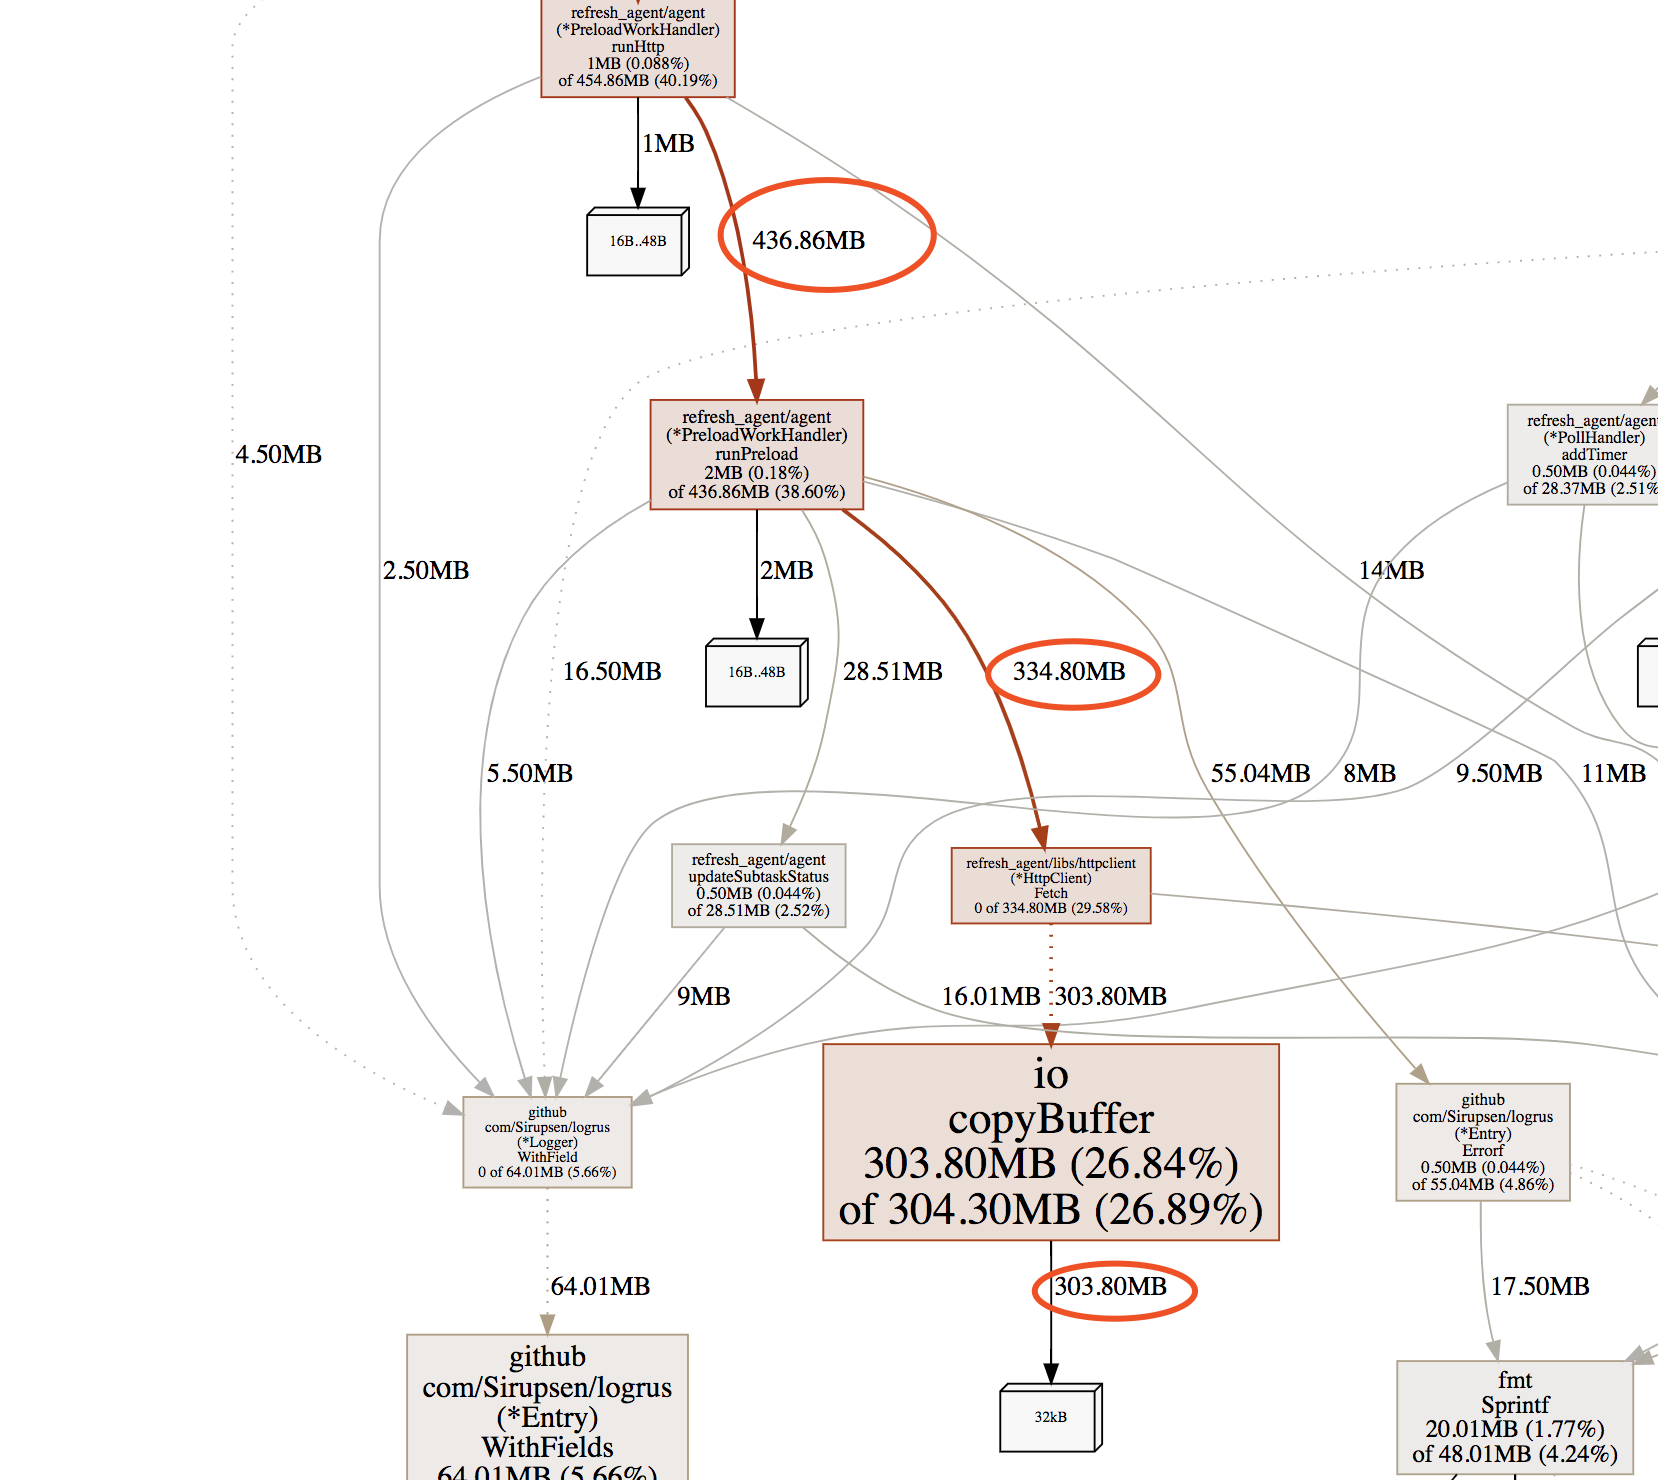 refresh_agent/agent
(*PreloadWorkHandler)
runHttp
1MB (0.088%)
of 454.86MB (40.19%)
1MB
16B..48B
436.86MB
refresh_agent/agent
(*PreloadWorkHandler)
runPreload
2MB (0.18%)
of 436.86MB (38.60%)
refresh_agent/agent
(*PollHandler)
addTimer
0.50MB (0.044%)
of 28.37MB (2.51%
4.50MB
2.50MB
2MB
14MB
16.50MB
16B..48B
28.51MB
334.80MB
5.50MB
55.04MB
8MB
9.50MB
11MB
refresh_agent/agent
updateSubtaskStatus
0.50MB (0.044%)
of 28.51MB (2.52%)
refresh_agent/libs/httpclient
(*HttpClient)
Fetch
0 of 334.80MB (29.58%)
9MB
16.01MB
303.80MB
github
com/Sirupsen/logrus
(*Logger)
WithField
0 of 64.01MB (5.66%)
io
copyBuffer
303.80MB (26.84%)
of 304.30MB (26.89%)
github
com/Sirupsen/logrus
(*Entry)
Errorf
0.50MB (0.044%)
of 55.04MB (4.86%)
64.01MB
303.80MB
17.50MB
github
com/Sirupsen/logrus
(*Entry)
WithFields
64.01MB (5.66%)
32kB
fmt
Sprintf
20.01MB (1.77%)
of 48.01MB (4.24%)